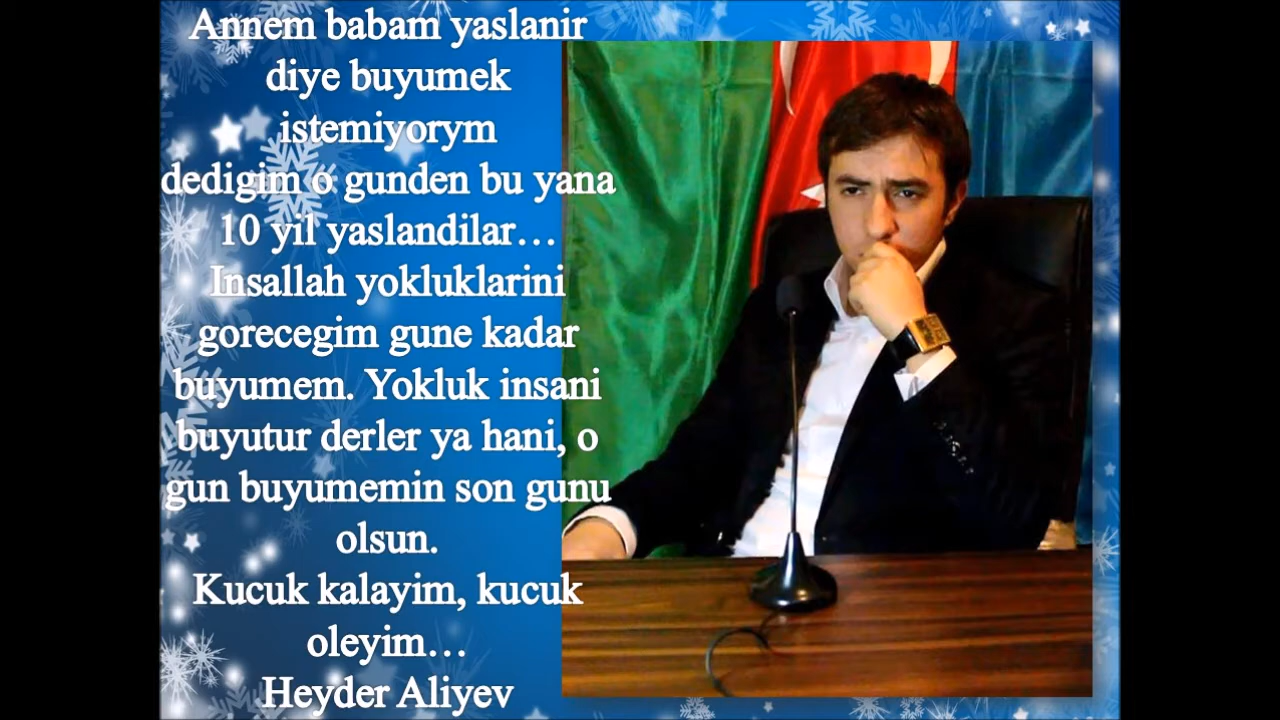 Annem babam yaslanir
diye buyumek
istemiyorym
dedigim o gunden bu yana
10 yil yaslandilar...
Insallah yokluklarini
gorecegim gune kadar
buyumem. Yokluk insani
buyutur derler ya hani, o
gun buyumemin son gunu
olsun.
Kucuk kalayim, kucuk
oleyim...
Heyder Aliyev